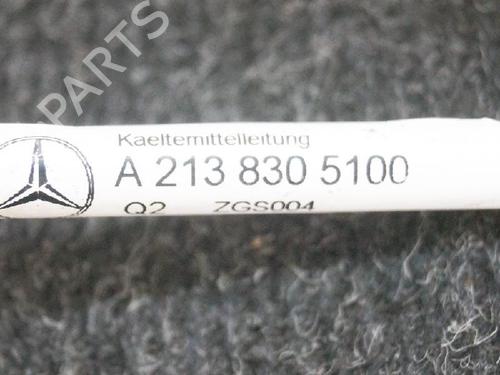 PARTS
Kaeltemittelleitung
A 213 830 5100
Q2 ZGS004